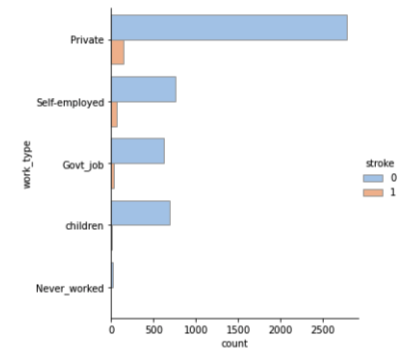 Private
Self-employed
Govt_job
children
Never_worked
work_type
0 500 1000 1500 2000 2500
count
stroke
0
1